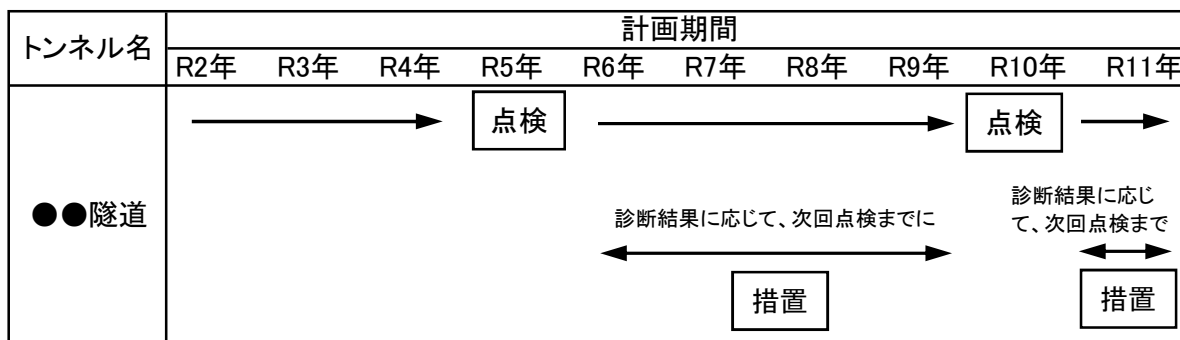 トンネル名
計画期間
R2年 R3年 R4年 R5年 R6年 R7年 R8年 R9年 R10年 R11年
●●隧道
点検
点検
診断結果に応じて、次回点検までに
診断結果に応じ
て、次回点検まで
措置
措置